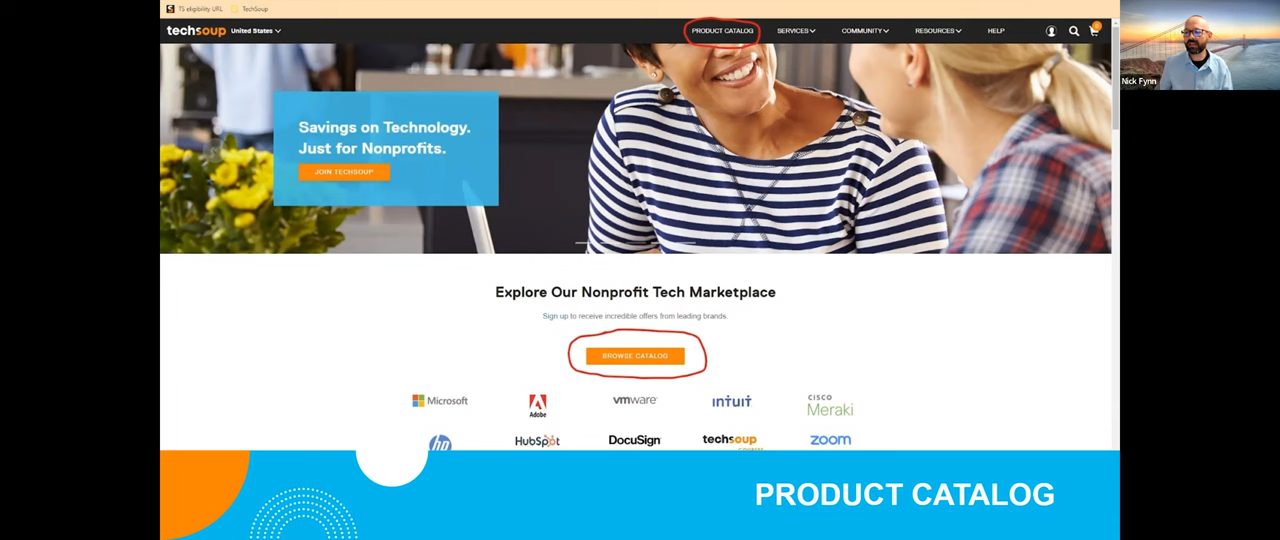 TS eligibility URL TechSoup
techsoup United States PRODUCT CATALOG SERVICES COMMUNITY RESOURCES HELP 0
Nick Fynn
Savings on Technology.
Just for Nonprofits.
JOIN TECHSOUP
Explore Our Nonprofit Tech Marketplace
Sign up to receive incredible offers from leading brands.
BROWSE CATALOG
Microsoft Adobe vmware intuit CISCO Meraki
hp HubSpot DocuSign techsoup zoom
PRODUCT CATALOG